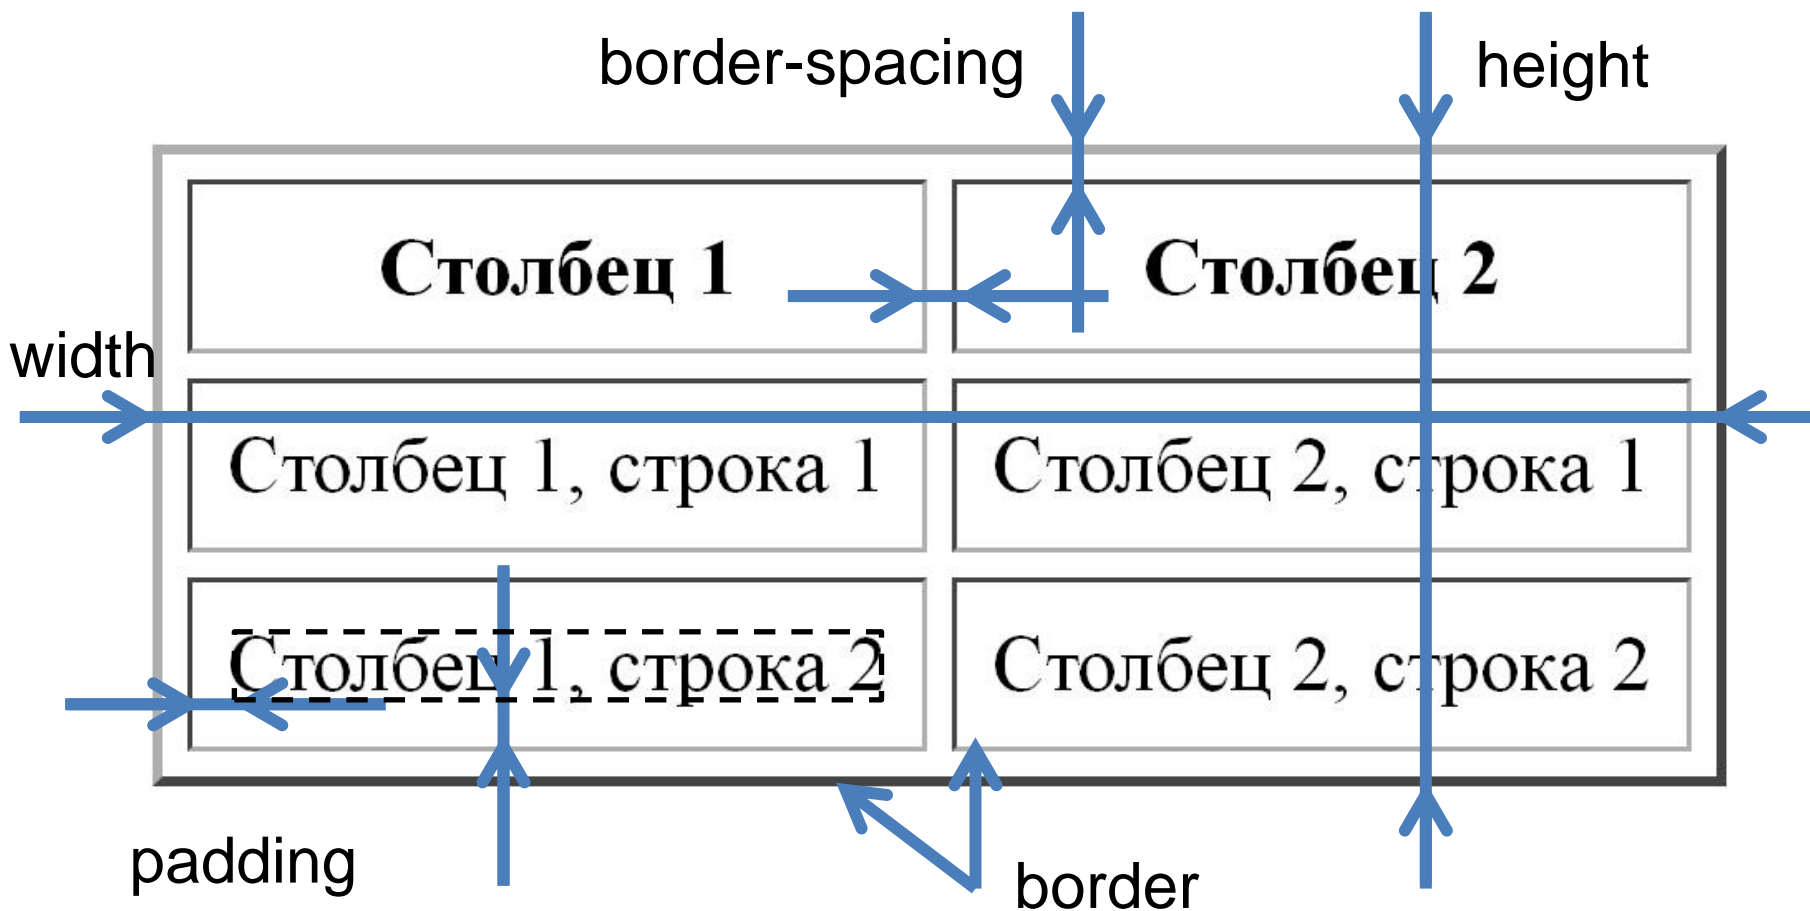 border-spacing
height
Столбец 1
Столбец 2
width
Столбец 1, строка 1
Столбец 2, строка 1
Столбец 1, строка 2
Столбец 2, строка 2
padding
border